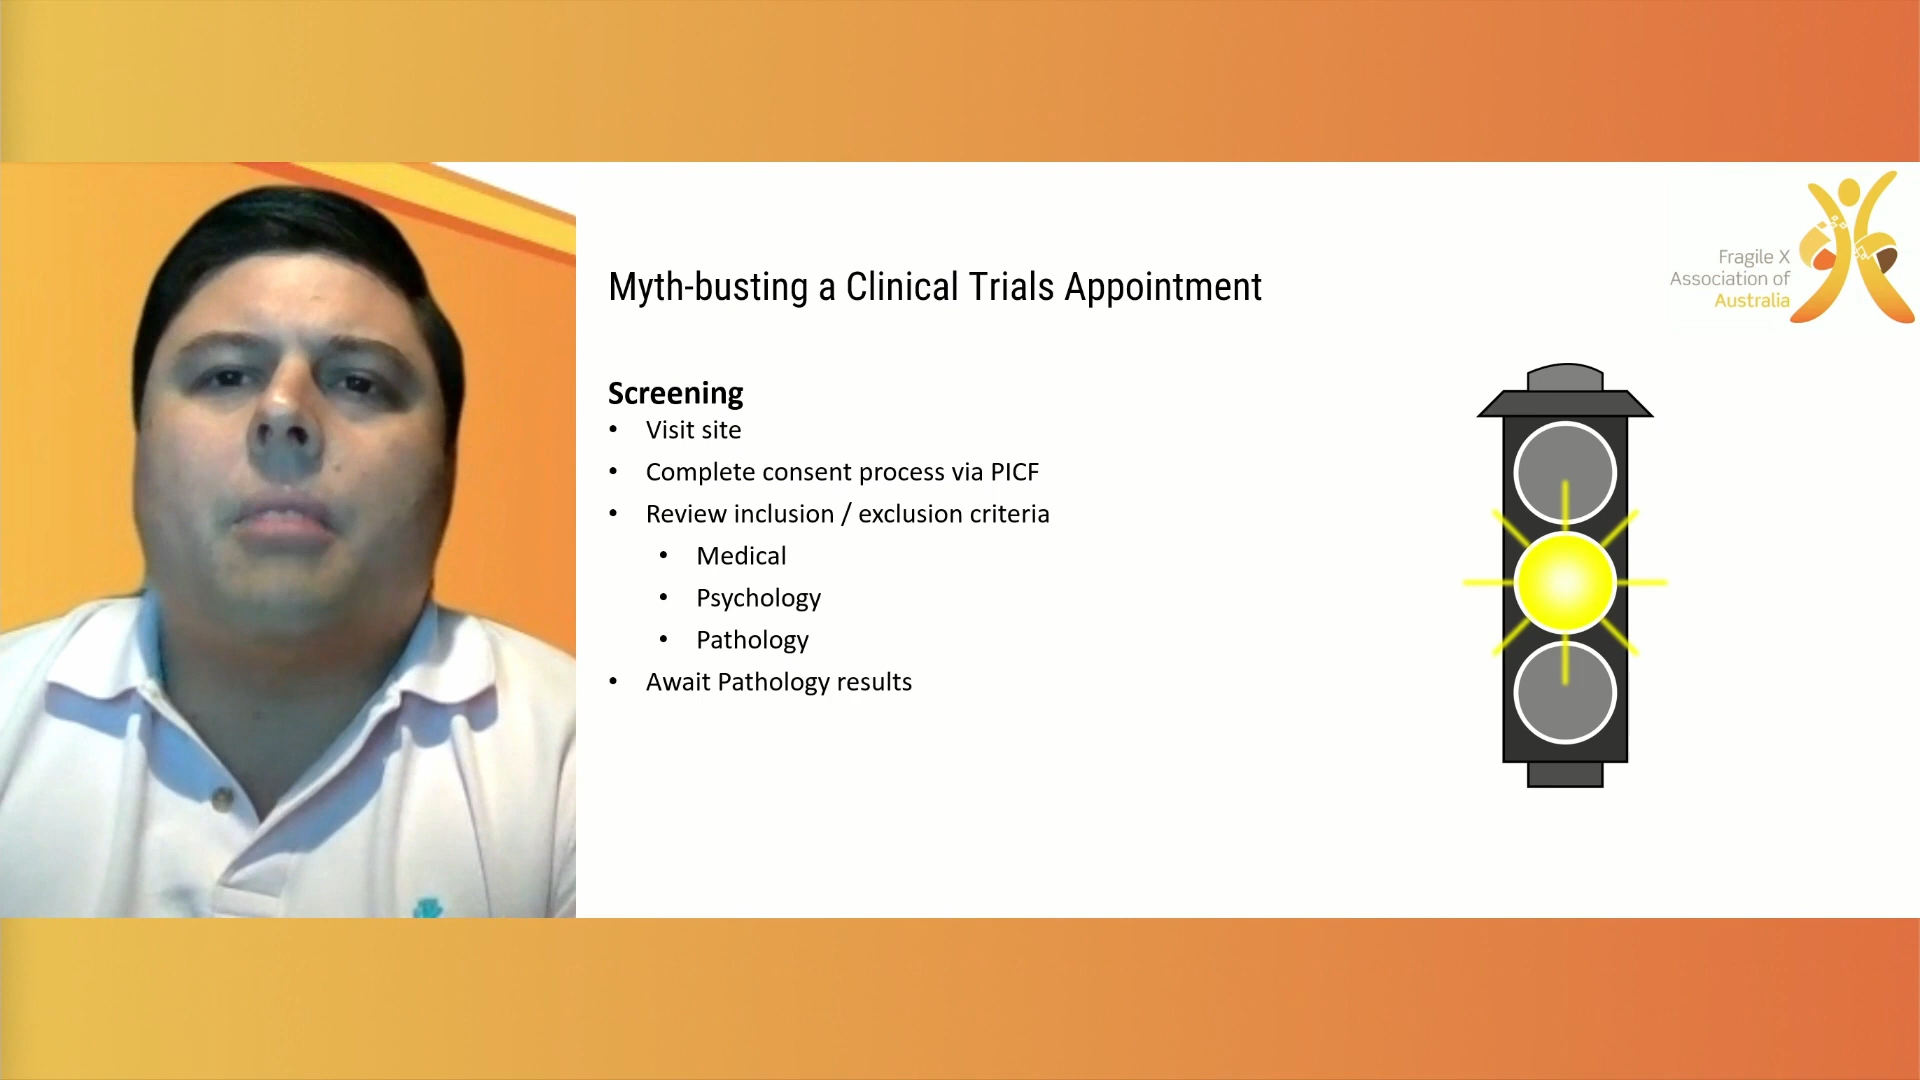 Myth-busting a Clinical Trials Appointment
Fragile X
Association of
Australia
Screening
• Visit site
• Complete consent process via PICF
• Review inclusion / exclusion criteria
• Medical
• Psychology
• Pathology
• Await Pathology results